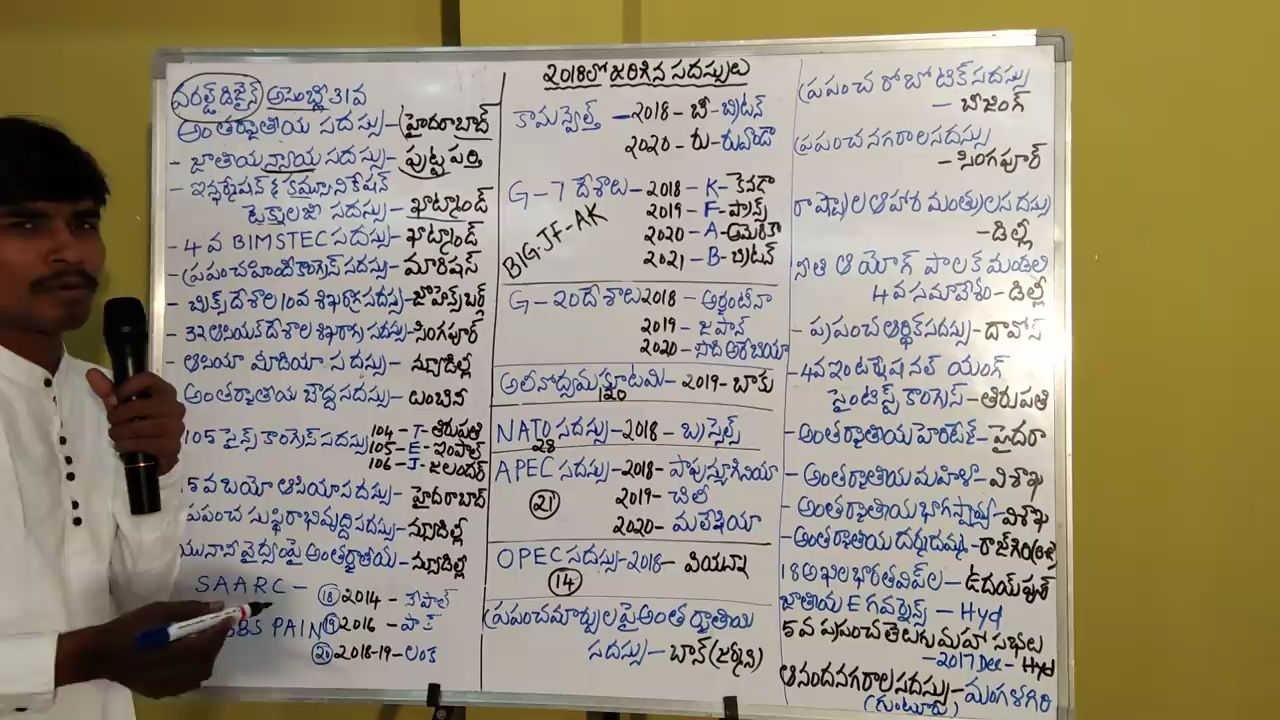 2018లో జరిగిన సదస్సులు
వరల్డ్ డిజైన్ అసెంబ్లీ 31వ
అంతర్జాతీయ సదస్సు - హైదరాబాద్
- జాతీయ న్యాయ సదస్సు - పుట్టపర్తి
- ఇన్ఫర్మేషన్ & కమ్యూనికేషన్
టెక్నాలజీ సదస్సు - ఖాట్మాండ్
- 4వ BIMSTEC సదస్సు - ఖాట్మాండ్
- ప్రపంచ హిందీ కాంగ్రెస్ సదస్సు - మారిషస్
- బ్రిక్స్ దేశాల 10వ శిఖరాగ్ర సదస్సు - జొహెన్స్ బర్గ్
- 32 ఆసియన్ దేశాల శిఖరాగ్ర సదస్సు - సింగపూర్
- ఆసియా మీడియా సదస్సు - న్యూఢిల్లీ
- అంతర్జాతీయ బౌద్ధ సదస్సు - లుంబినీ
105 సైన్స్ కాంగ్రెస్ సదస్సు
104 - T - తిరుపతి
105 - E - ఇంపాల్
106 - J - జలంధర్
5వ బయో ఆసియా సదస్సు - హైదరాబాద్
ప్రపంచ సుస్థిరాభివృద్ధి సదస్సు - న్యూఢిల్లీ
యునానీ వైద్యంపై అంతర్జాతీయ - న్యూఢిల్లీ
SAARC - (18) 2014 - నేపాల్
BBS PAIN (19) 2016 - పాక్
(20) 2018-19 - లంక
కామన్వెల్త్ - 2018 - బి - బ్రిటన్
2020 - రు - రువాండా
G-7 దేశాలు - 2018 - K - కెనడా
2019 - F - ఫ్రాన్స్
2020 - A - అమెరికా
2021 - B - బ్రిటన్
BIG-JF-AK
G-20 దేశాలు 2018 - అర్జంటీనా
2019 - జపాన్
2020 - సౌదీ అరేబియా
అలీనోద్యమ కూటమి - 2019 - బాకు
120
NATO సదస్సు - 2018 - బ్రుస్సెల్స్
28
APEC సదస్సు - 2018 - పాపున్యూగినియా
(21) 2019 - చిలీ
2020 - మలేషియా
OPEC సదస్సు - 2018 - వియన్నా
(14)
ప్రపంచ మార్పులపై అంతర్జాతీయ
సదస్సు - బాన్ (జర్మనీ)
ప్రపంచ రోబోటిక్ సదస్సు
- బీజింగ్
ప్రపంచ నగరాల సదస్సు
- సింగపూర్
రాష్ట్రాల ఆహార మంత్రుల సదస్సు
- ఢిల్లీ
నీతి ఆయోగ్ పాలక మండలి
4వ సమావేశం - ఢిల్లీ
- ప్రపంచ ఆర్థిక సదస్సు - దావోస్
- 4వ ఇంటర్నేషనల్ యంగ్
సైంటిస్ట్ కాంగ్రెస్ - తిరుపతి
- అంతర్జాతీయ హెరిటేజ్ - హైదరా
- అంతర్జాతీయ మహిళా - విశాఖ
- అంతర్జాతీయ భాగస్వామ్య - విశాఖ
- అంతర్జాతీయ ధర్మదమ్మ - రాజ్‌గిరి
18 అఖిల భారత విప్‌ల - ఉదయ్‌పూర్
జాతీయ E గవర్నెన్స్ - Hyd
5వ ప్రపంచ తెలుగు మహా సభలు
- 2017 Dec - Hyd
ఆనంద నగరాల సదస్సు - మంగళగిరి
(గుంటూరు)